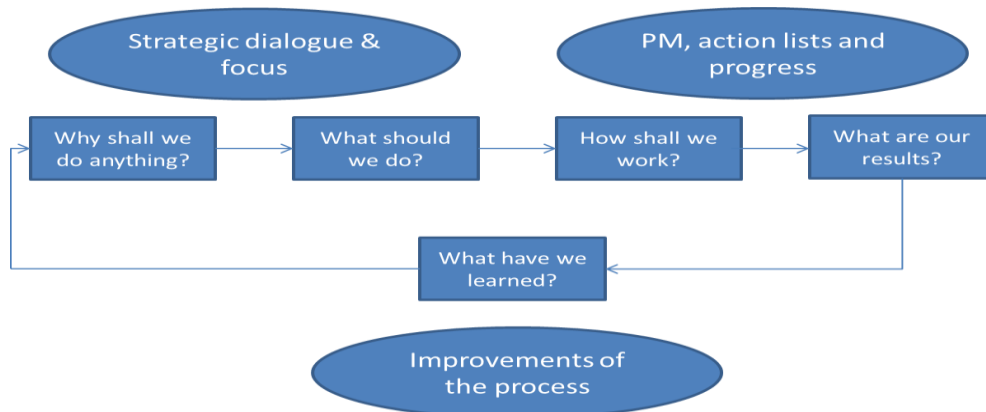 Strategic dialogue &
focus
PM, action lists and
progress
Why shall we
do anything?
What should
we do?
How shall we
work?
What are our
results?
What have we
learned?
Improvements of
the process